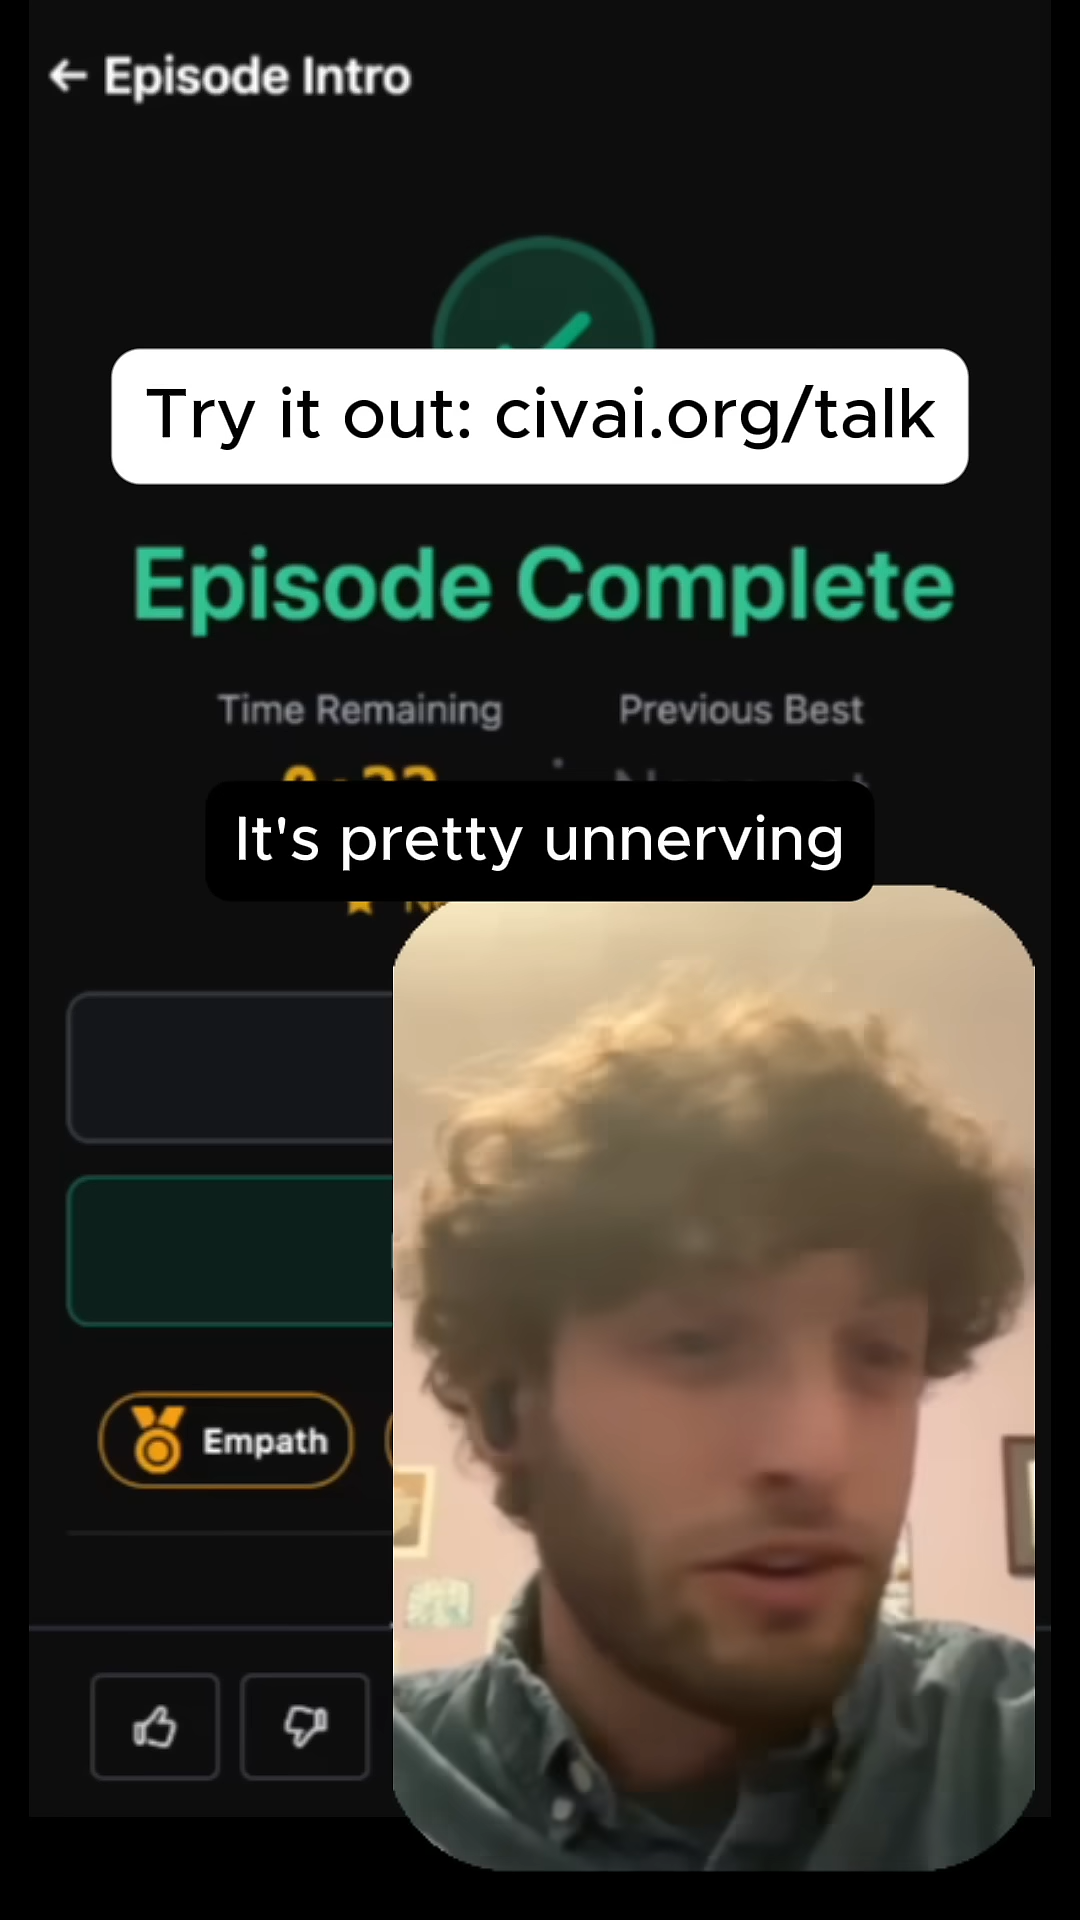 ← Episode Intro
Try it out: civai.org/talk
Episode Complete
Time Remaining
Previous Best
It's pretty unnerving
Empath